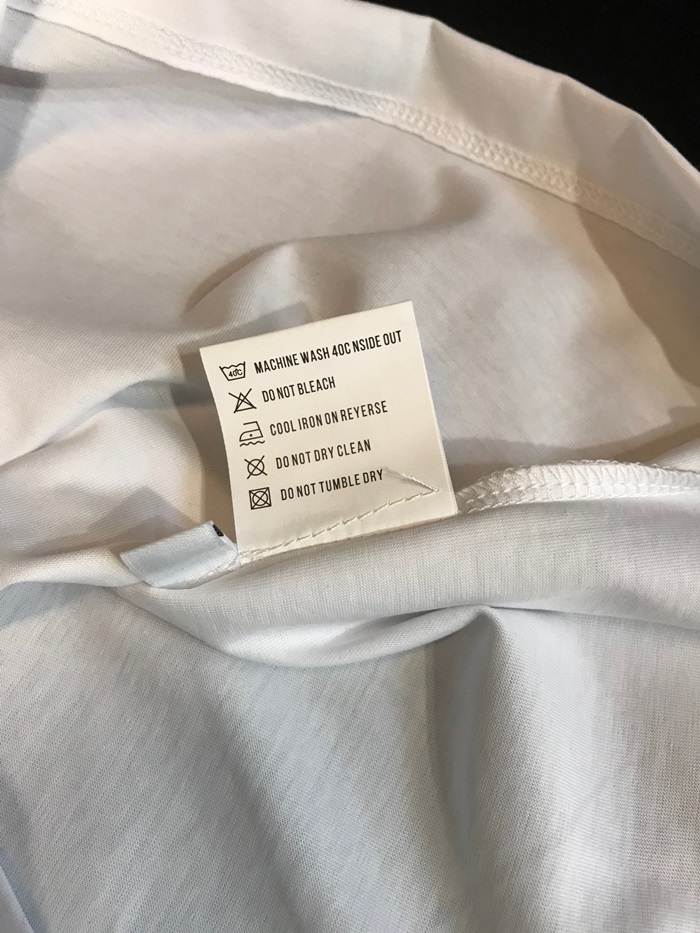 40C MACHINE WASH 40C NSIDE OUT
DO NOT BLEACH
COOL IRON ON REYERSE
DO NOT DRY CLEAN
DO NOT TUMBLE DRY